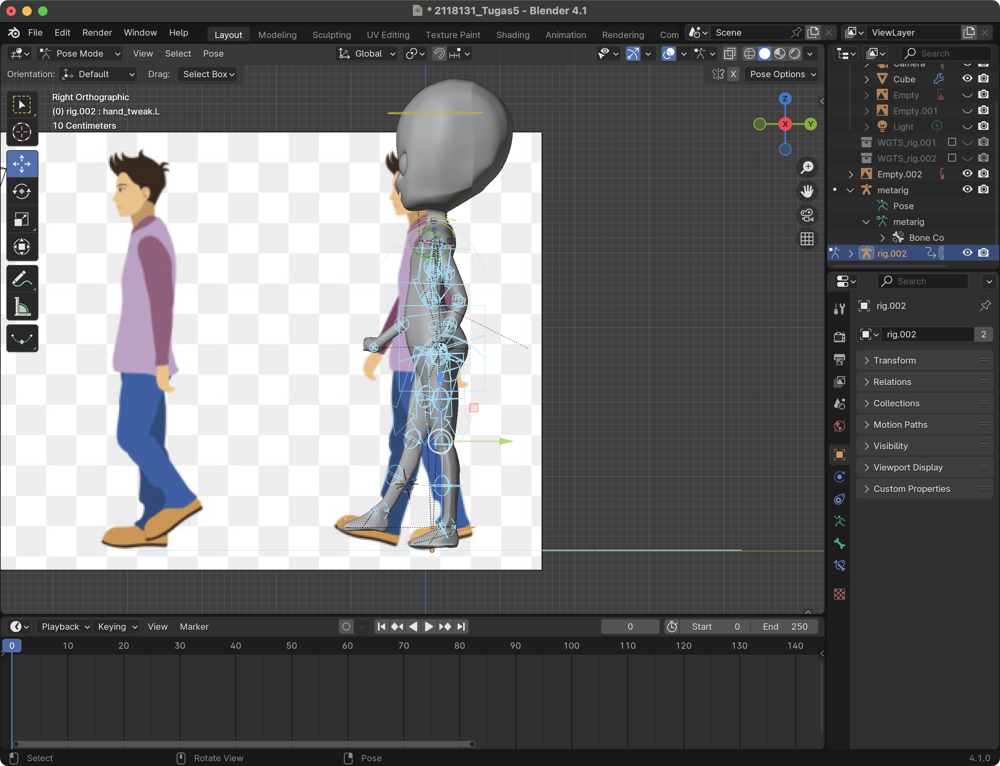 * 2118131_Tugas5 - Blender 4.1
File Edit Render Window Help Layout Modeling Sculpting UV Editing Texture Paint Shading Animation Rendering Com Scene ViewLayer
Pose Mode View Select Pose Global Search
Orientation: Default Drag: Select Box X Pose Options
Right Orthographic
(0) rig.002 : hand_tweak.L
10 Centimeters
Z
X
Y
Camera
Cube
Empty
Empty.001
Light
WGTS_rig.001
WGTS_rig.002
Empty.002
metarig
Pose
metarig
Bone Co
rig.002
Search
rig.002
rig.002 2
Transform
Relations
Collections
Motion Paths
Visibility
Viewport Display
Custom Properties
Playback Keying View Marker 0 Start 0 End 250
0 10 20 30 40 50 60 70 80 90 100 110 120 130 140
Select Rotate View Pose 4.1.0